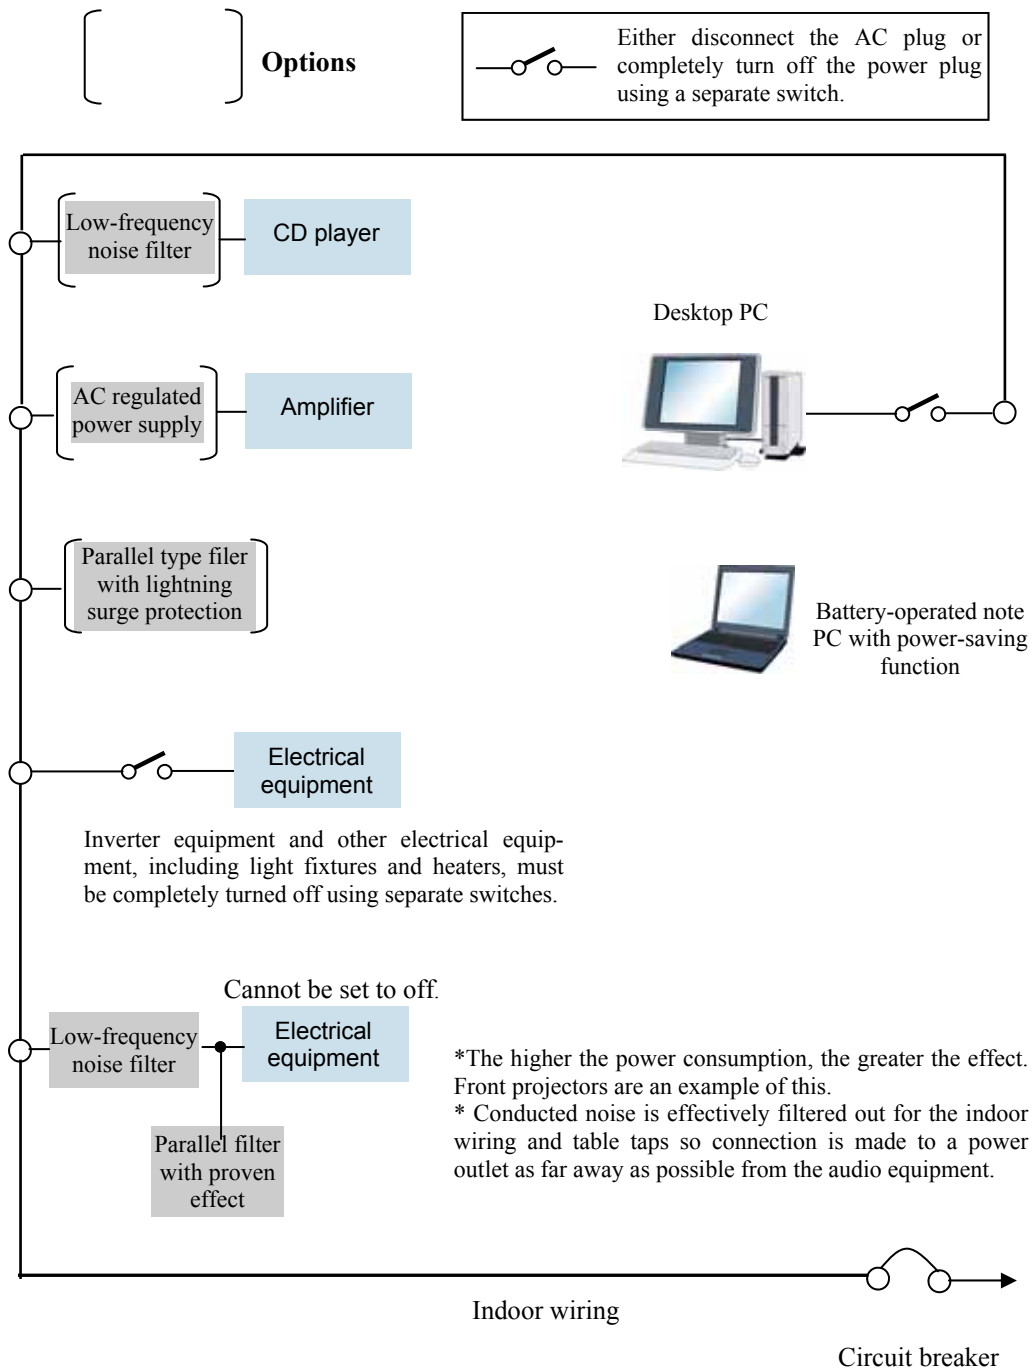 Options
Either disconnect the AC plug or
completely turn off the power plug
using a separate switch.
Low-frequency
noise filter
CD player
Desktop PC
AC regulated
power supply
Amplifier
Parallel type filer
with lightning
surge protection
Battery-operated note
PC with power-saving
function
Electrical
equipment
Inverter equipment and other electrical equip-
ment, including light fixtures and heaters, must
be completely turned off using separate switches.
Cannot be set to off.
Low-frequency
noise filter
Electrical
equipment
*The higher the power consumption, the greater the effect.
Front projectors are an example of this.
* Conducted noise is effectively filtered out for the indoor
wiring and table taps so connection is made to a power
outlet as far away as possible from the audio equipment.
Parallel filter
with proven
effect
Indoor wiring
Circuit breaker